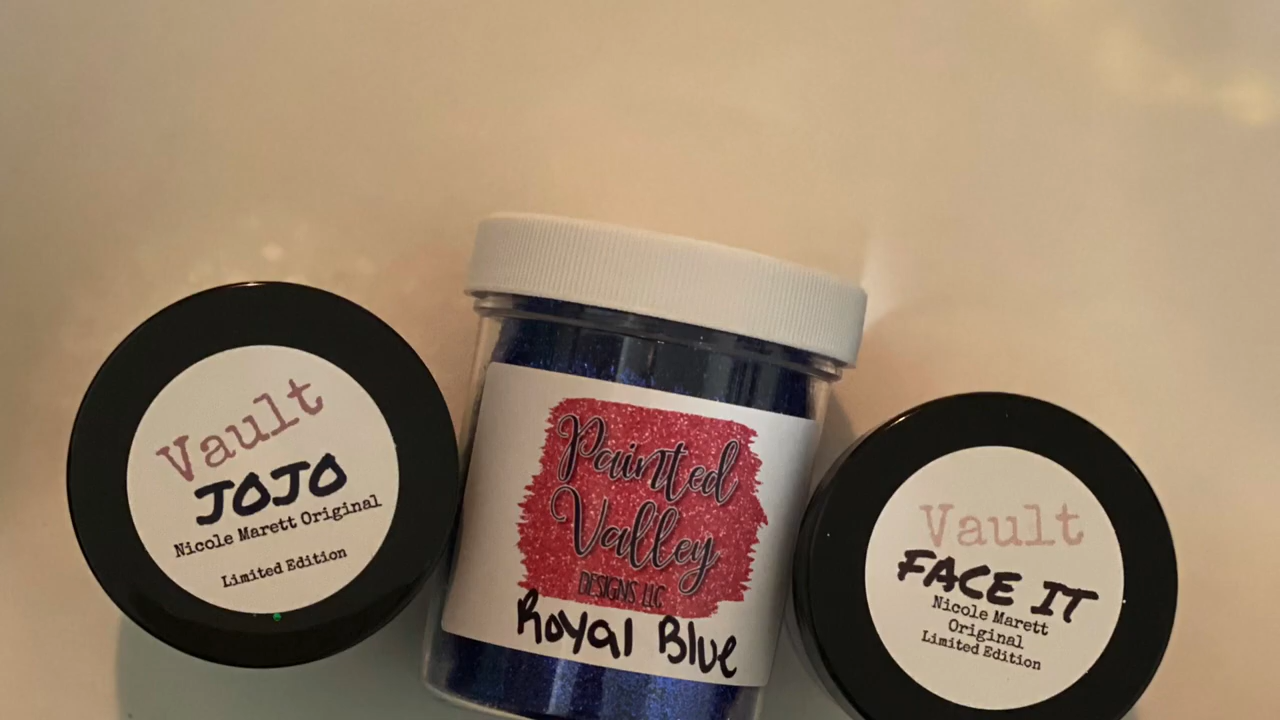 Vault
JOJO
Nicole Marett Original
Limited Edition
Painted
Valley
DESIGNS LLC
Royal Blue
Vault
FACE IT
Nicole Marett
Original
Limited Edition